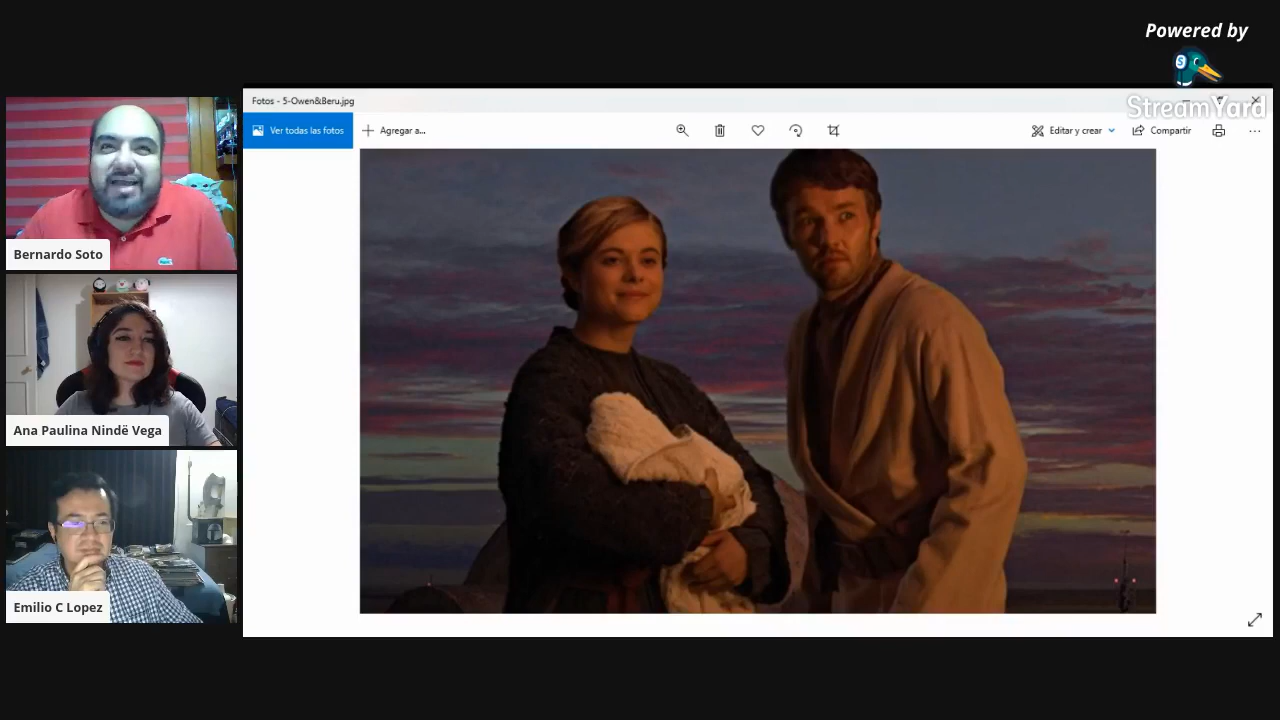 Powered by
StreamYard
Fotos - 5-Owen&Beru.jpg
Ver todas las fotos
Agregar a...
Editar y crear
Compartir
Bernardo Soto
Ana Paulina Nindë Vega
Emilio C Lopez